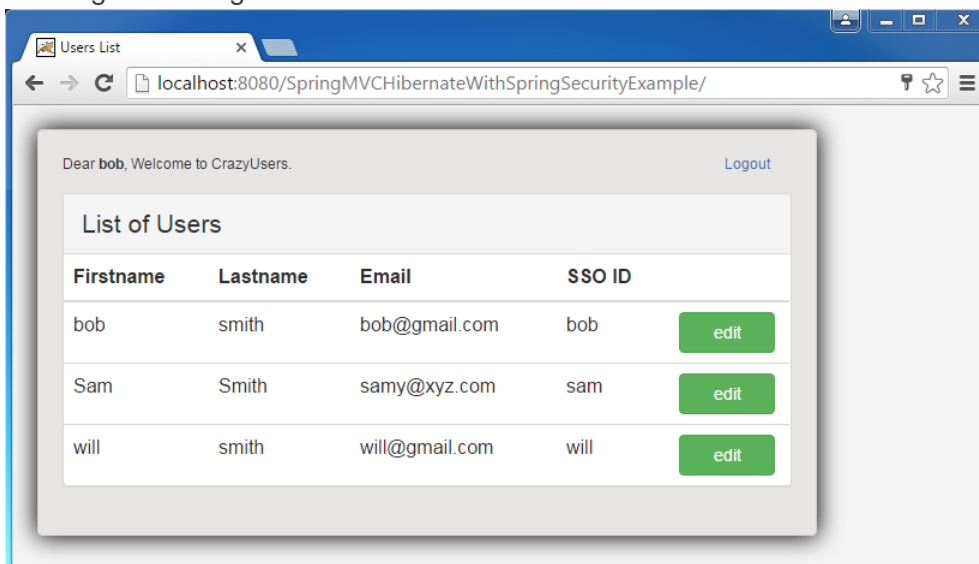 Users List
localhost:8080/SpringMVCHibernateWithSpringSecurityExample/
Dear bob, Welcome to CrazyUsers. Logout
List of Users
Firstname Lastname Email SSO ID
bob smith bob@gmail.com bob edit
Sam Smith samy@xyz.com sam edit
will smith will@gmail.com will edit